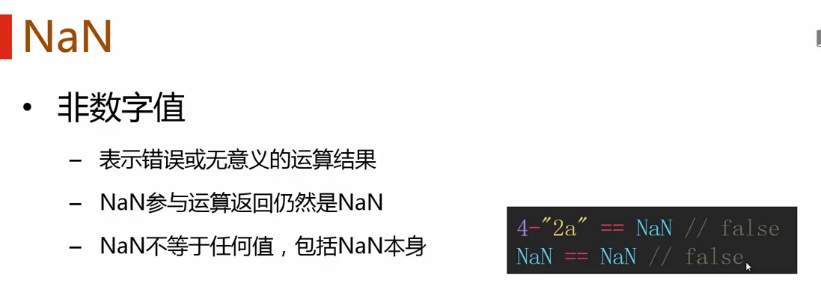 NaN
• 非数字值
– 表示错误或无意义的运算结果
– NaN参与运算返回仍然是NaN
– NaN不等于任何值，包括NaN本身
4-"2a" == NaN // false
NaN == NaN // false